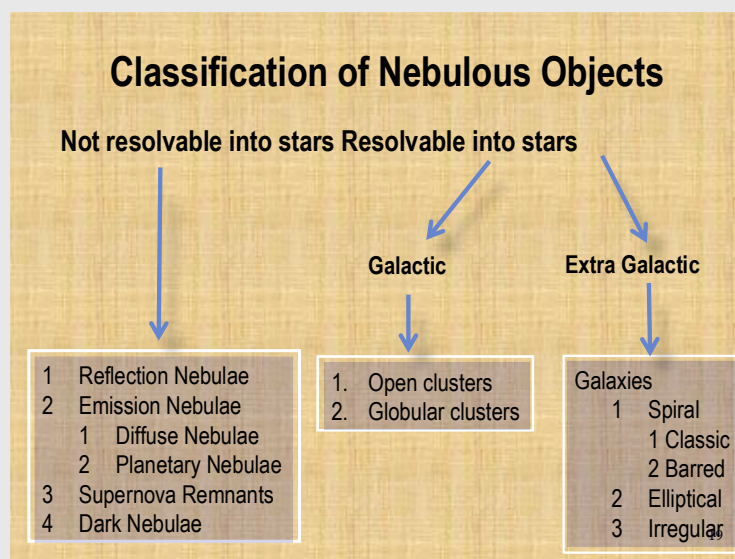 Classification of Nebulous Objects
Not resolvable into stars Resolvable into stars
Galactic
Extra Galactic
1 Reflection Nebulae
2 Emission Nebulae
1 Diffuse Nebulae
2 Planetary Nebulae
3 Supernova Remnants
4 Dark Nebulae
1. Open clusters
2. Globular clusters
Galaxies
1 Spiral
1 Classic
2 Barred
2 Elliptical
3 Irregular
19